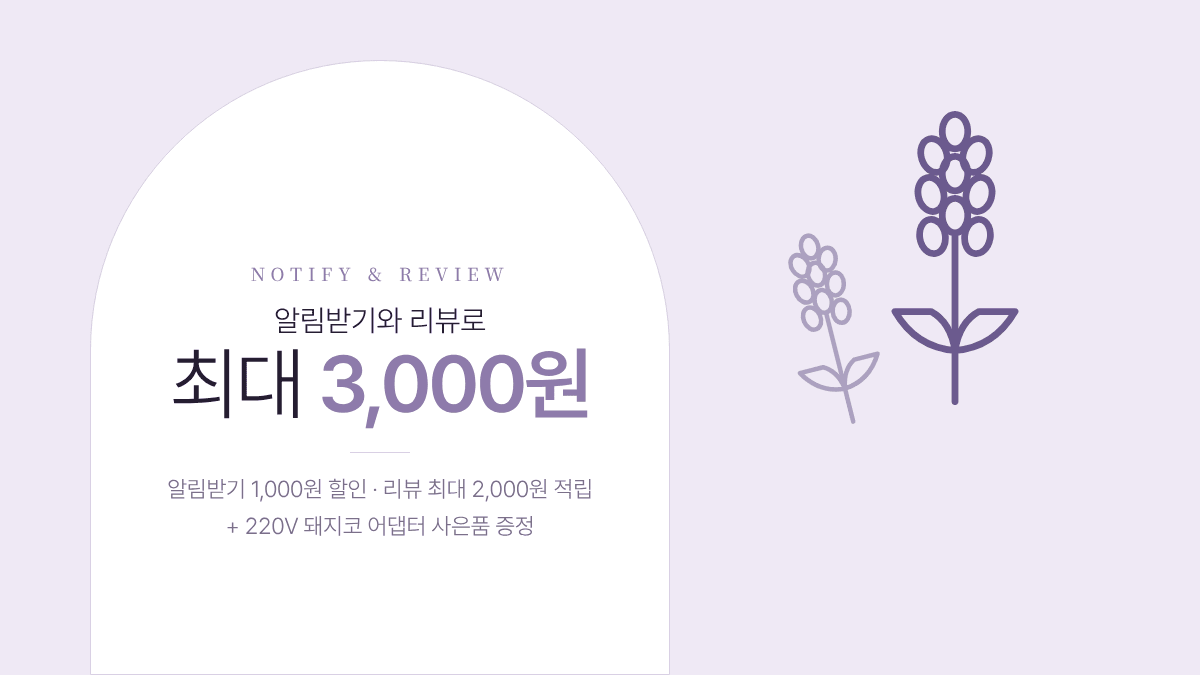 NOTIFY & REVIEW
알림받기와 리뷰로
최대 3,000원
알림받기 1,000원 할인 · 리뷰 최대 2,000원 적립
+ 220V 돼지코 어댑터 사은품 증정